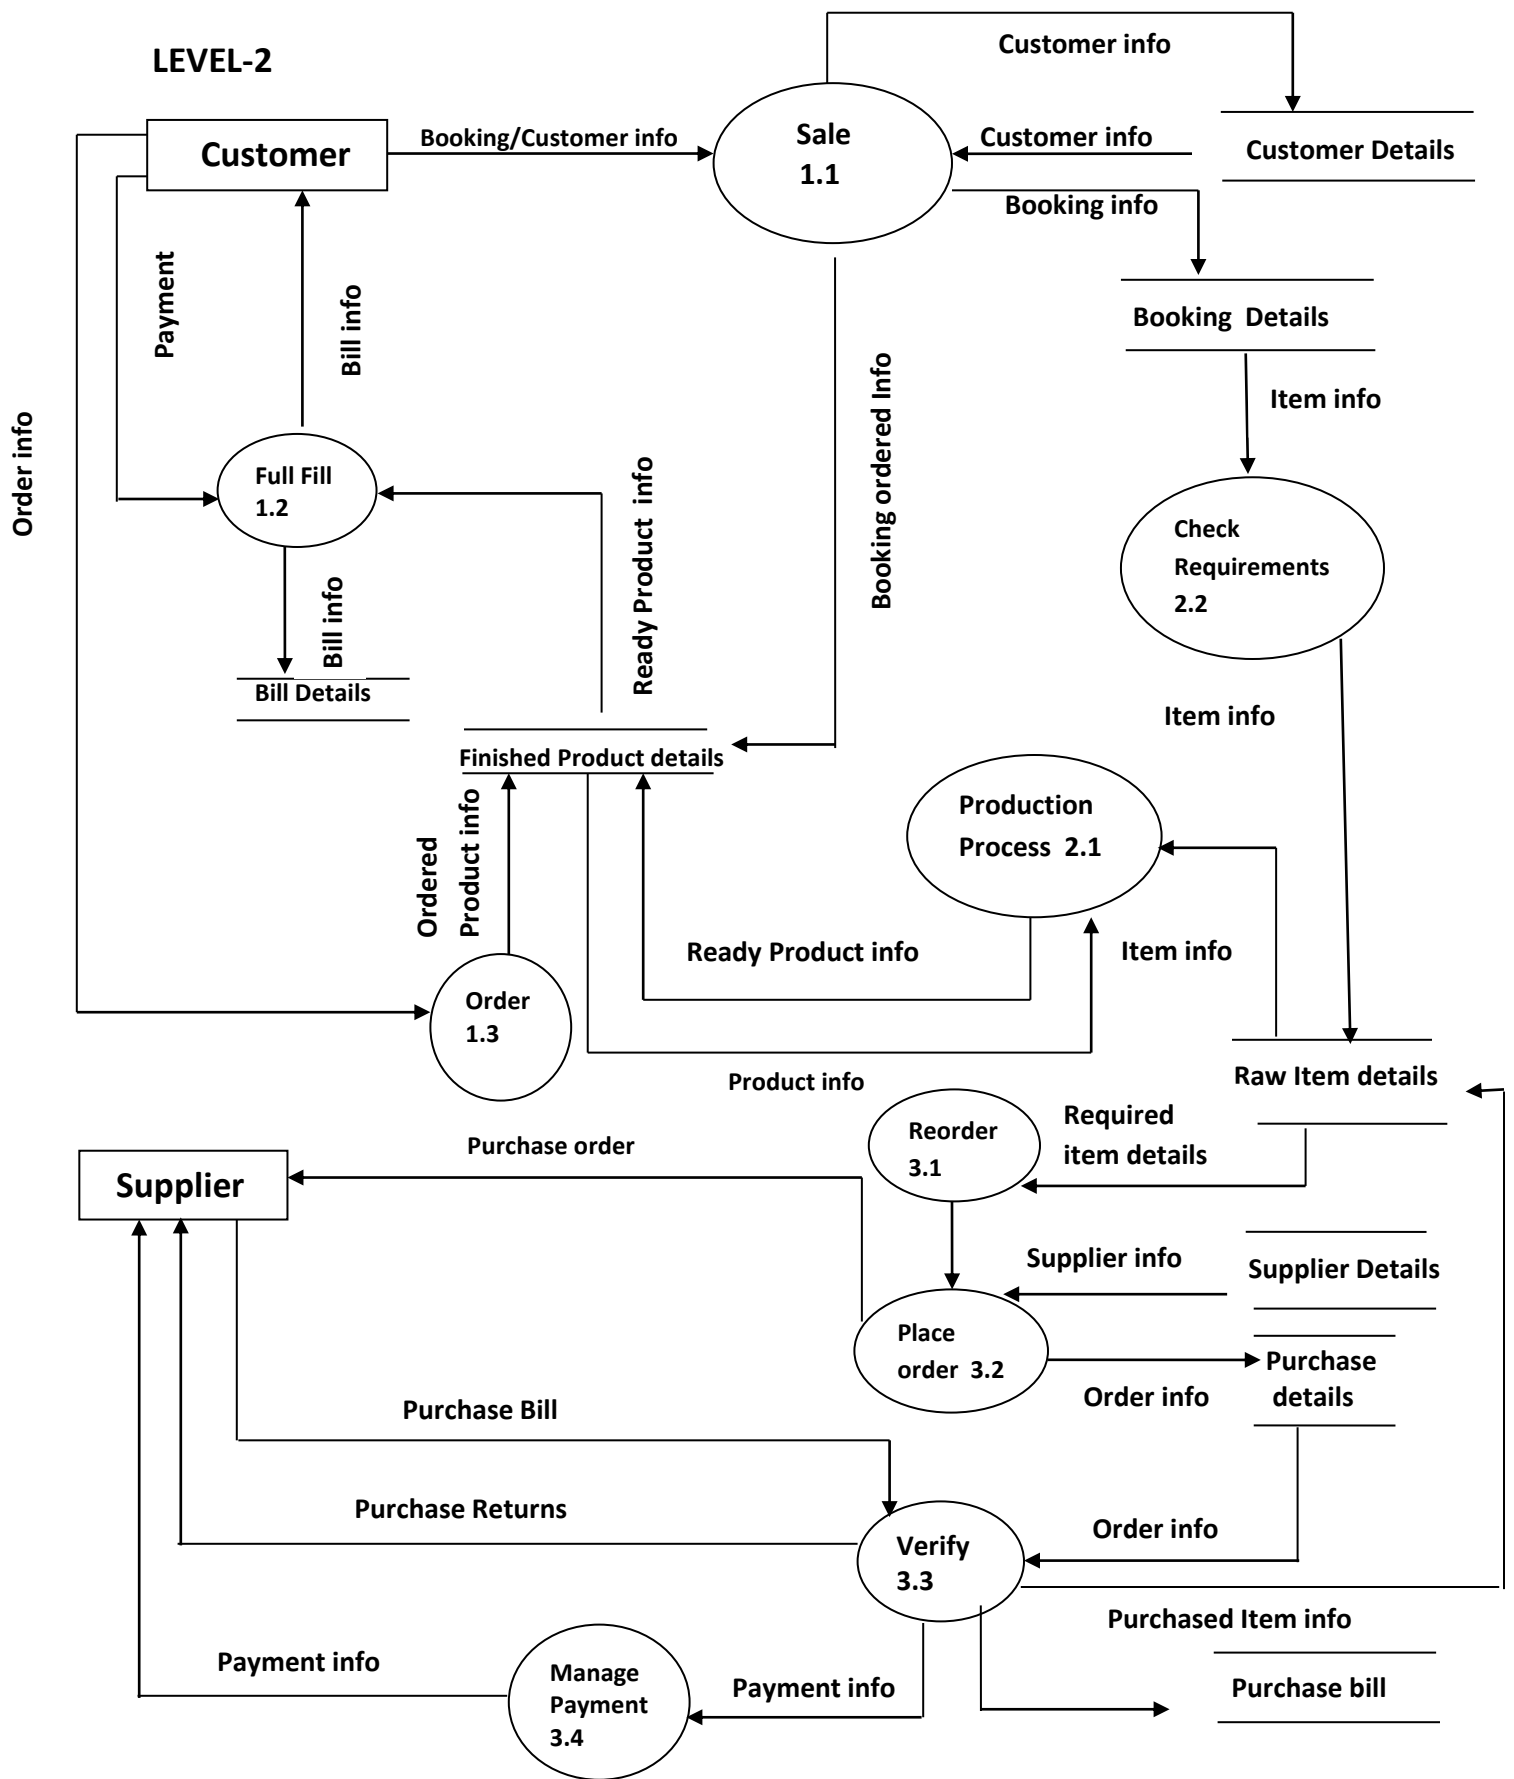 LEVEL-2
Customer info
Customer
Booking/Customer info
Sale
1.1
Customer info
Customer Details
Booking info
Payment
Bill info
Booking  Details
Order info
Item info
Booking ordered Info
Full Fill
1.2
Ready Product  info
Check
Requirements
2.2
Bill info
Bill Details
Item info
Finished Product details
Ordered
Product info
Production
Process  2.1
Ready Product info
Item info
Order
1.3
Product info
Raw Item details
Reorder
3.1
Required
item details
Purchase order
Supplier
Supplier info
Supplier Details
Place
order  3.2
Purchase
details
Order info
Purchase Bill
Purchase Returns
Order info
Verify
3.3
Purchased Item info
Payment info
Manage
Payment
3.4
Payment info
Purchase bill